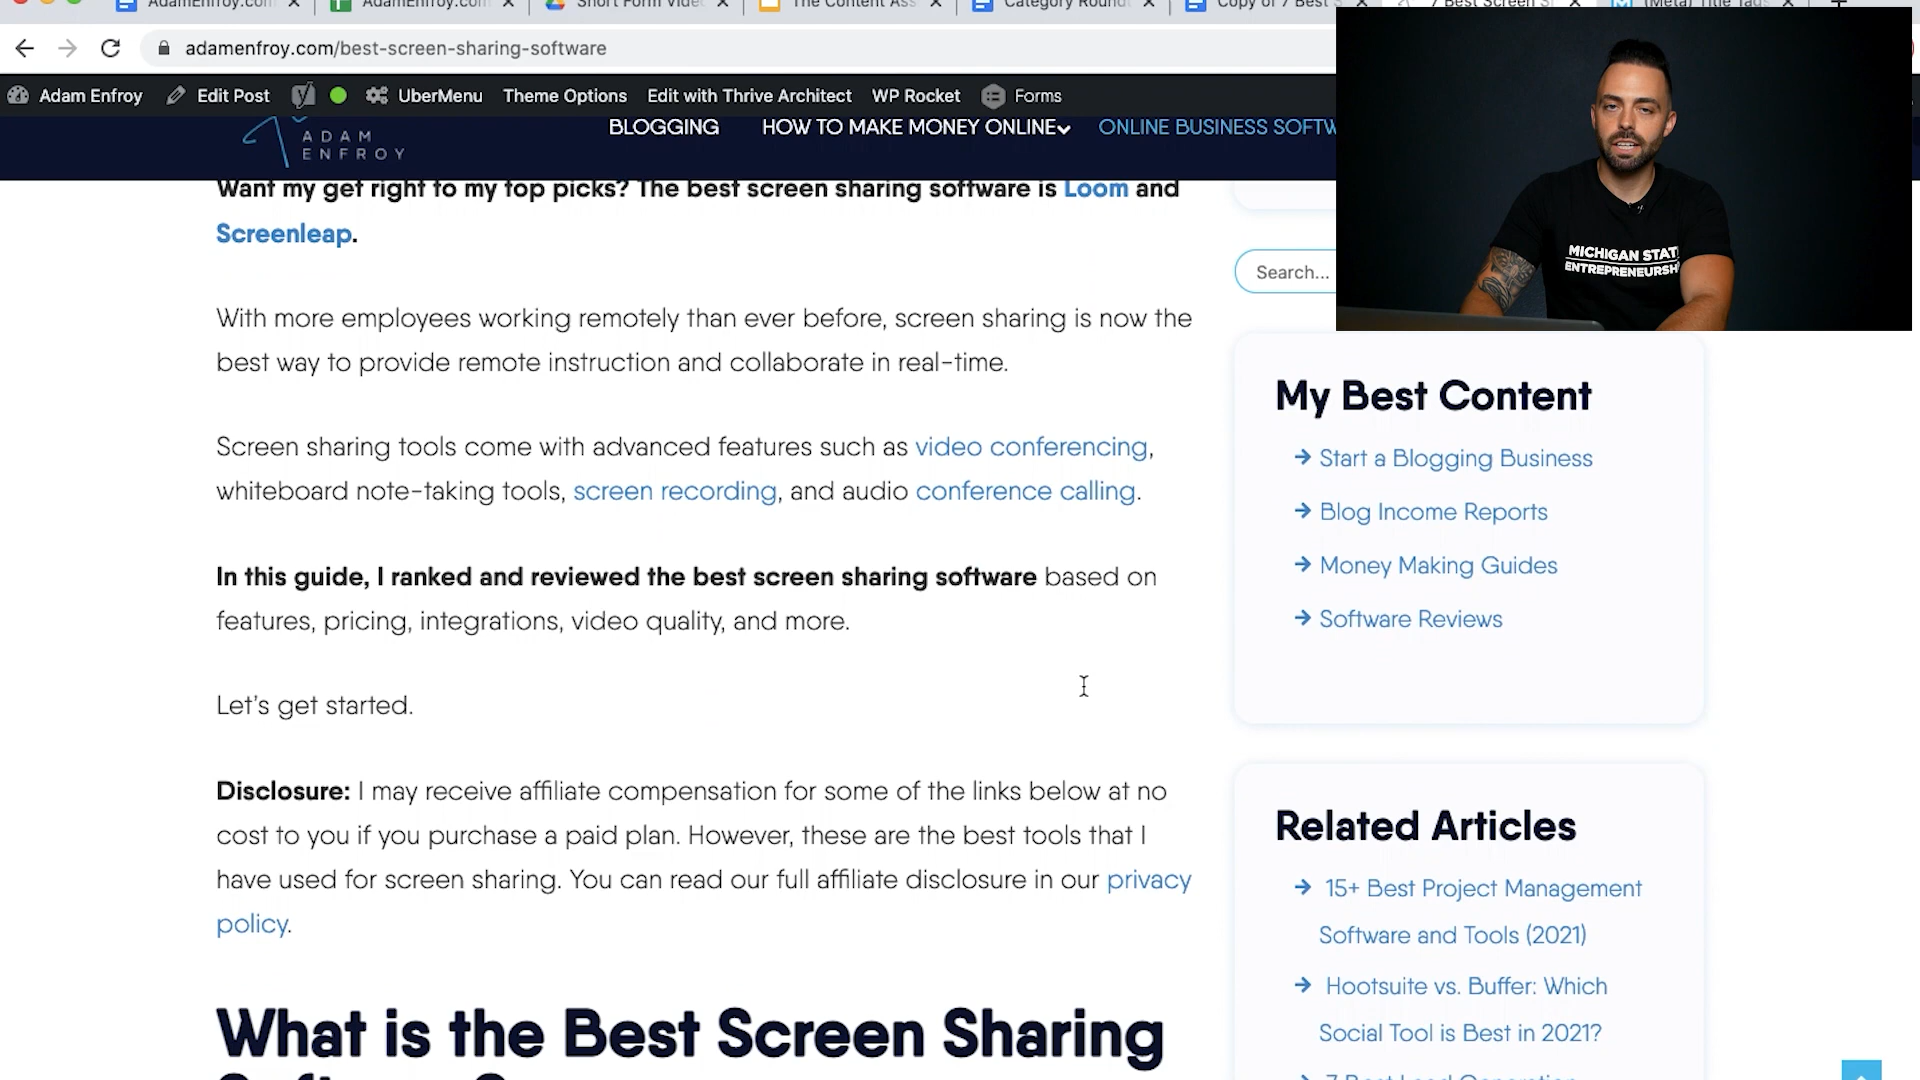 AdamEnfroy.com
AdamEnfroy.com
Short Form Vide
The Content Ass
Category Round
Copy of 7 Best S
7 Best Screen S
(Meta) Title Tags
adamenfroy.com/best-screen-sharing-software
Adam Enfroy Edit Post UberMenu Theme Options Edit with Thrive Architect WP Rocket Forms
ADAM
ENFROY
BLOGGING HOW TO MAKE MONEY ONLINE ONLINE BUSINESS SOFTW
Want my get right to my top picks? The best screen sharing software is Loom and
Screenleap.
With more employees working remotely than ever before, screen sharing is now the
best way to provide remote instruction and collaborate in real-time.
Screen sharing tools come with advanced features such as video conferencing,
whiteboard note-taking tools, screen recording, and audio conference calling.
In this guide, I ranked and reviewed the best screen sharing software based on
features, pricing, integrations, video quality, and more.
Let's get started.
Disclosure: I may receive affiliate compensation for some of the links below at no
cost to you if you purchase a paid plan. However, these are the best tools that I
have used for screen sharing. You can read our full affiliate disclosure in our privacy
policy.
What is the Best Screen Sharing
MICHIGAN STAT
ENTREPRENEURSH
Search...
My Best Content
Start a Blogging Business
Blog Income Reports
Money Making Guides
Software Reviews
Related Articles
15+ Best Project Management
Software and Tools (2021)
Hootsuite vs. Buffer: Which
Social Tool is Best in 2021?
7 Best Lead Generation